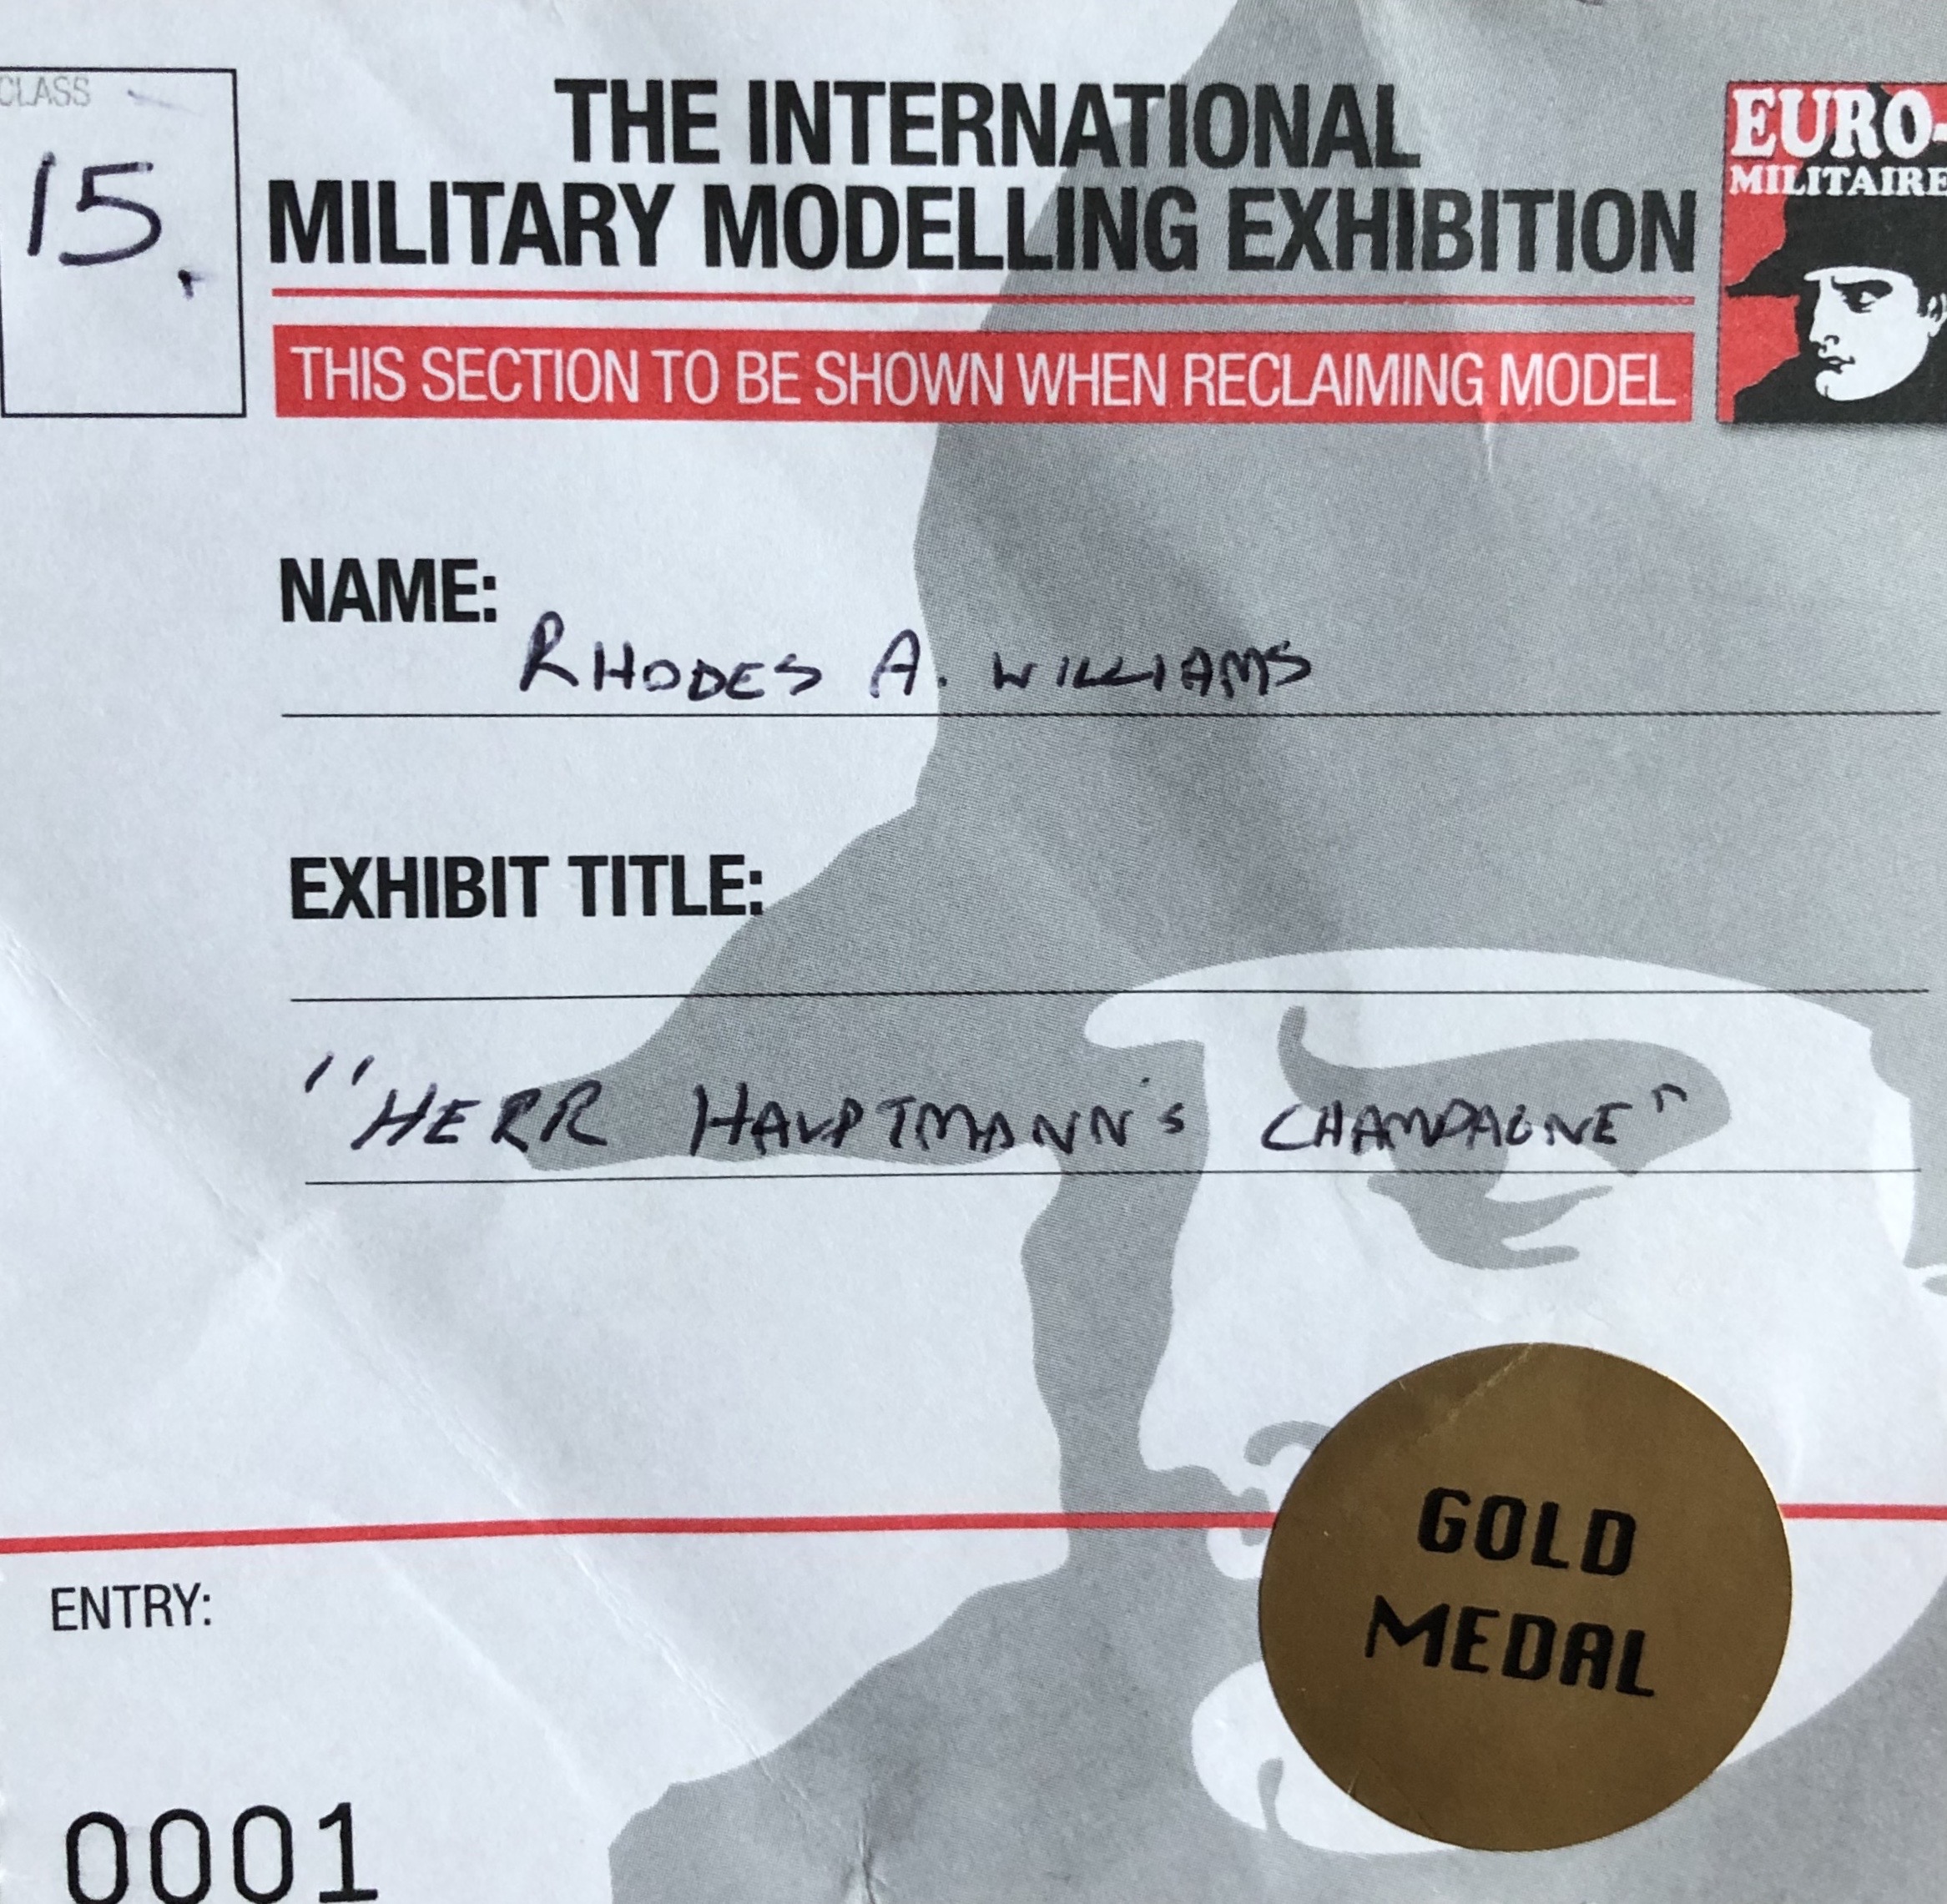 CLASS
15.
THE INTERNATIONAL
MILITARY MODELLING EXHIBITION
THIS SECTION TO BE SHOWN WHEN RECLAIMING MODEL
EURO-
MILITAIRE
NAME:
RHODES A. WILLIAMS
EXHIBIT TITLE:
"HERR HAUPTMANN'S CHAMPAGNE"
GOLD
MEDAL
ENTRY:
0001